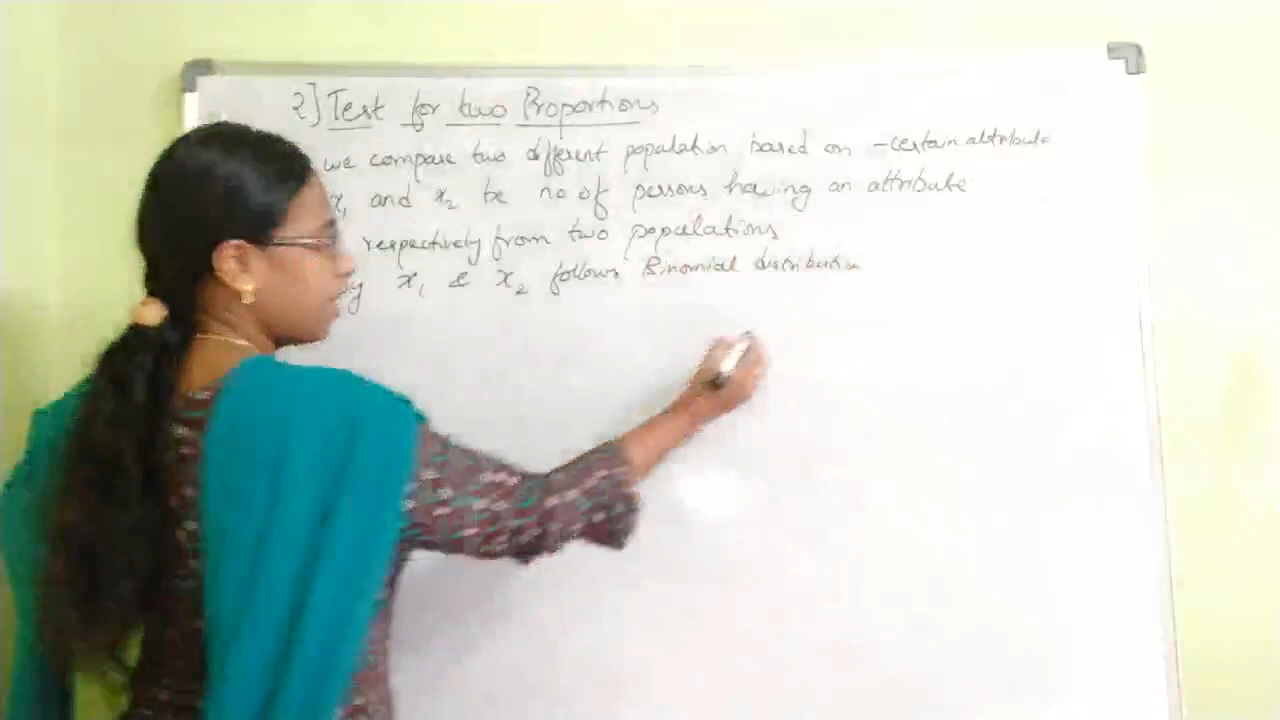 2] Test for two Proportions
we compare two different population based on certain attribute
x₁ and x₂ be no of persons having an attribute
respectively from two populations
x₁ & x₂ follows Binomial distribution